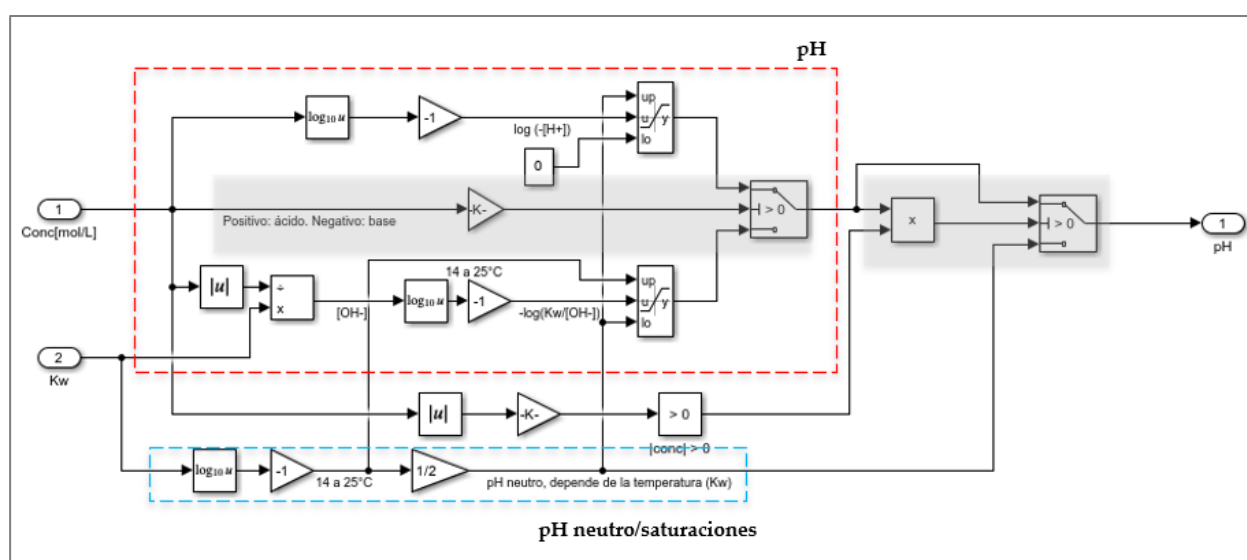 pH
log₁₀ u
-1
up
u
y
lo
log (-[H+])
0
1
Conc[mol/L]
Positivo: ácido. Negativo: base
-K-
> 0
x
> 0
1
pH
|u|
÷
x
[OH-]
log₁₀ u
14 a 25°C
-1
-log(Kw/[OH-])
up
u
y
lo
2
Kw
|u|
-K-
> 0
|conc| > 0
log₁₀ u
-1
14 a 25°C
1/2
pH neutro, depende de la temperatura (Kw)
pH neutro/saturaciones